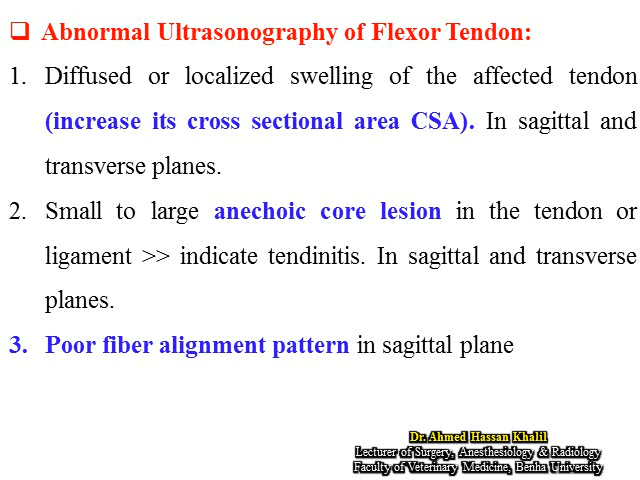 ❑ Abnormal Ultrasonography of Flexor Tendon:
1. Diffused or localized swelling of the affected tendon
(increase its cross sectional area CSA). In sagittal and
transverse planes.
2. Small to large anechoic core lesion in the tendon or
ligament >> indicate tendinitis. In sagittal and transverse
planes.
3. Poor fiber alignment pattern in sagittal plane
Dr. Ahmed Hassan Khalil
Lecturer of Surgery, Anesthesiology & Radiology
Faculty of Veterinary Medicine, Benha University